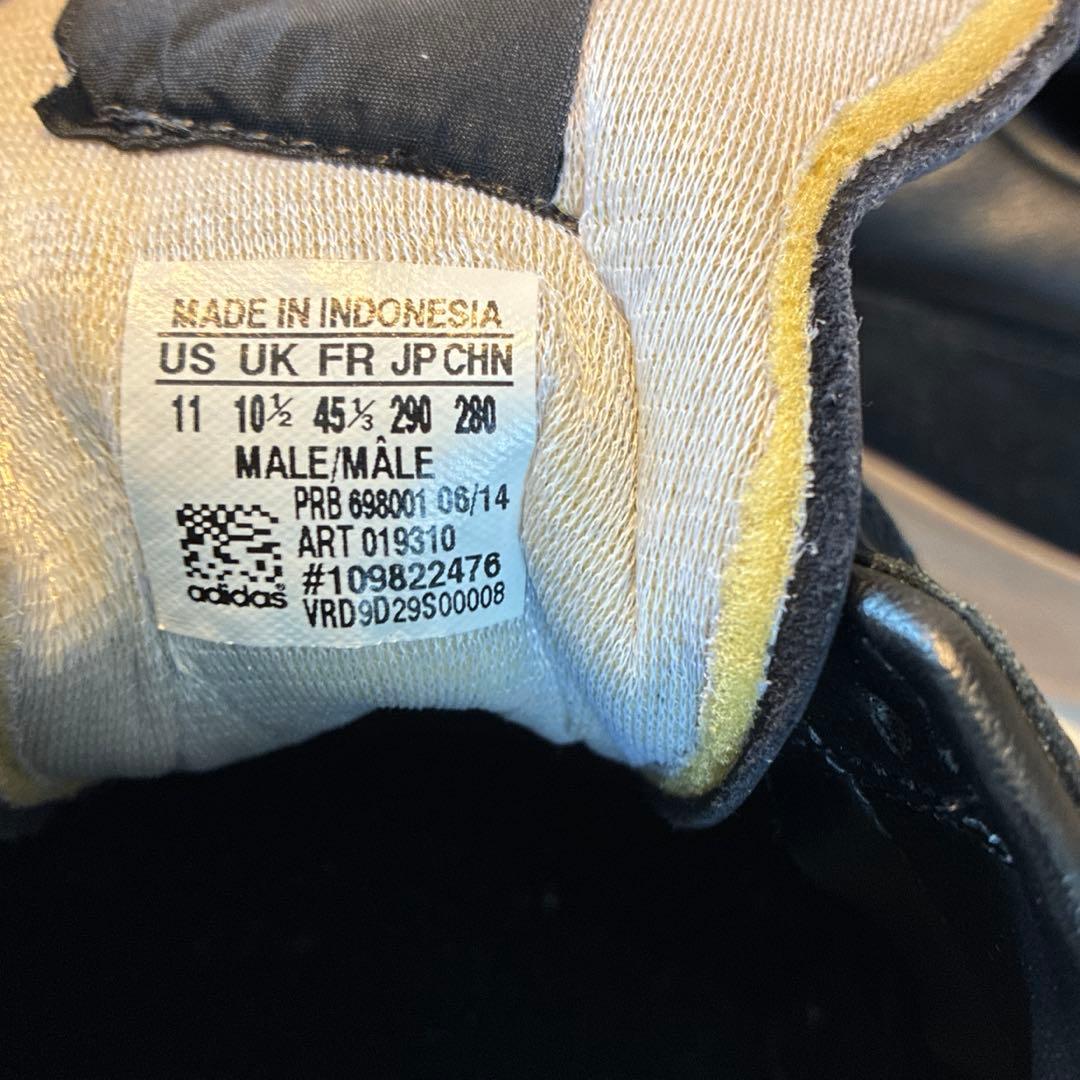 MADE IN INDONESIA
US UK FR JP CHN
11 10½ 45⅓ 290 280
MALE/MÂLE
PRB 698001 06/14
ART 019310
#109822476
adidas®
VRD9D29S00008